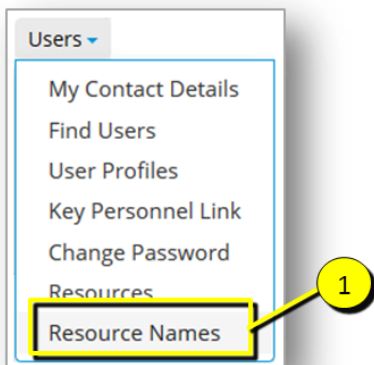 Users
My Contact Details
Find Users
User Profiles
Key Personnel Link
Change Password
Resources
Resource Names
1